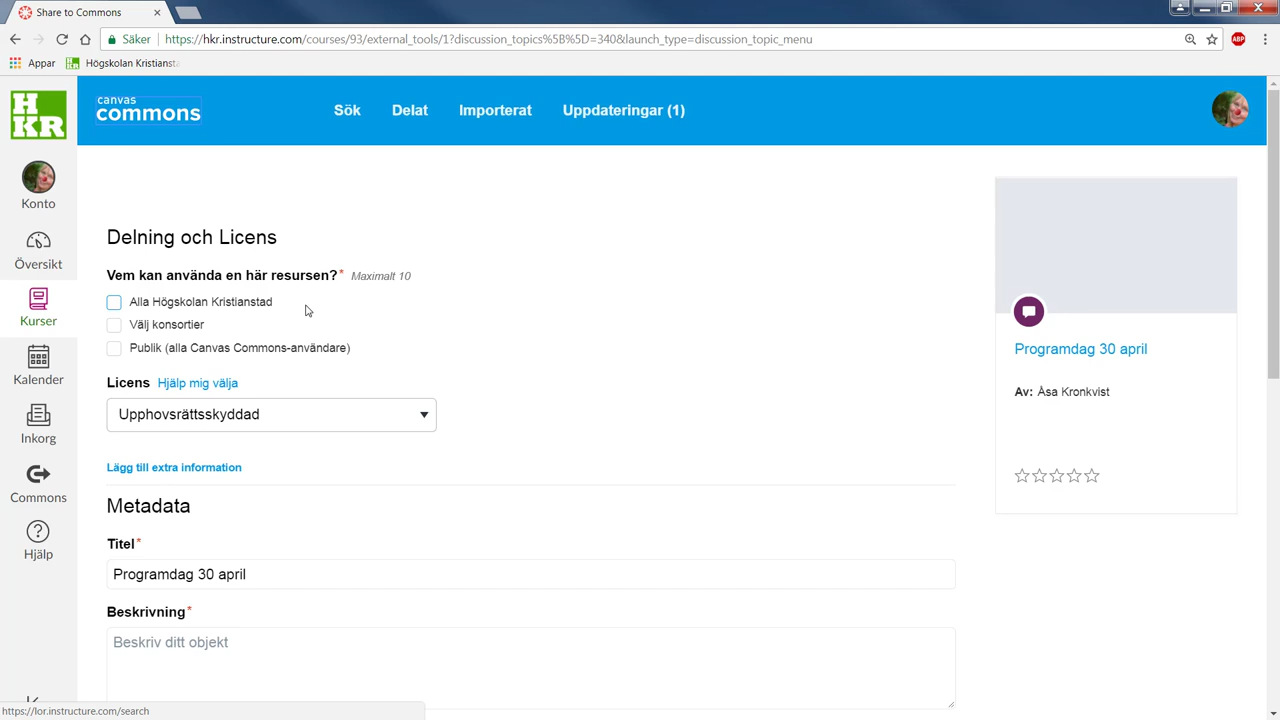 Share to Commons
Säker https://hkr.instructure.com/courses/93/external_tools/1?discussion_topics%5B%5D=340&launch_type=discussion_topic_menu
ABP
Appar Högskolan Kristiansta
H
KR
canvas
commons
Sök Delat Importerat Uppdateringar (1)
Konto
Översikt
Kurser
Kalender
Inkorg
Commons
Hjälp
Delning och Licens
Vem kan använda en här resursen?* Maximalt 10
Alla Högskolan Kristianstad
Välj konsortier
Publik (alla Canvas Commons-användare)
Licens Hjälp mig välja
Upphovsrättsskyddad
Lägg till extra information
Metadata
Titel*
Programdag 30 april
Beskrivning*
Beskriv ditt objekt
Programdag 30 april
Av: Åsa Kronkvist
https://lor.instructure.com/search